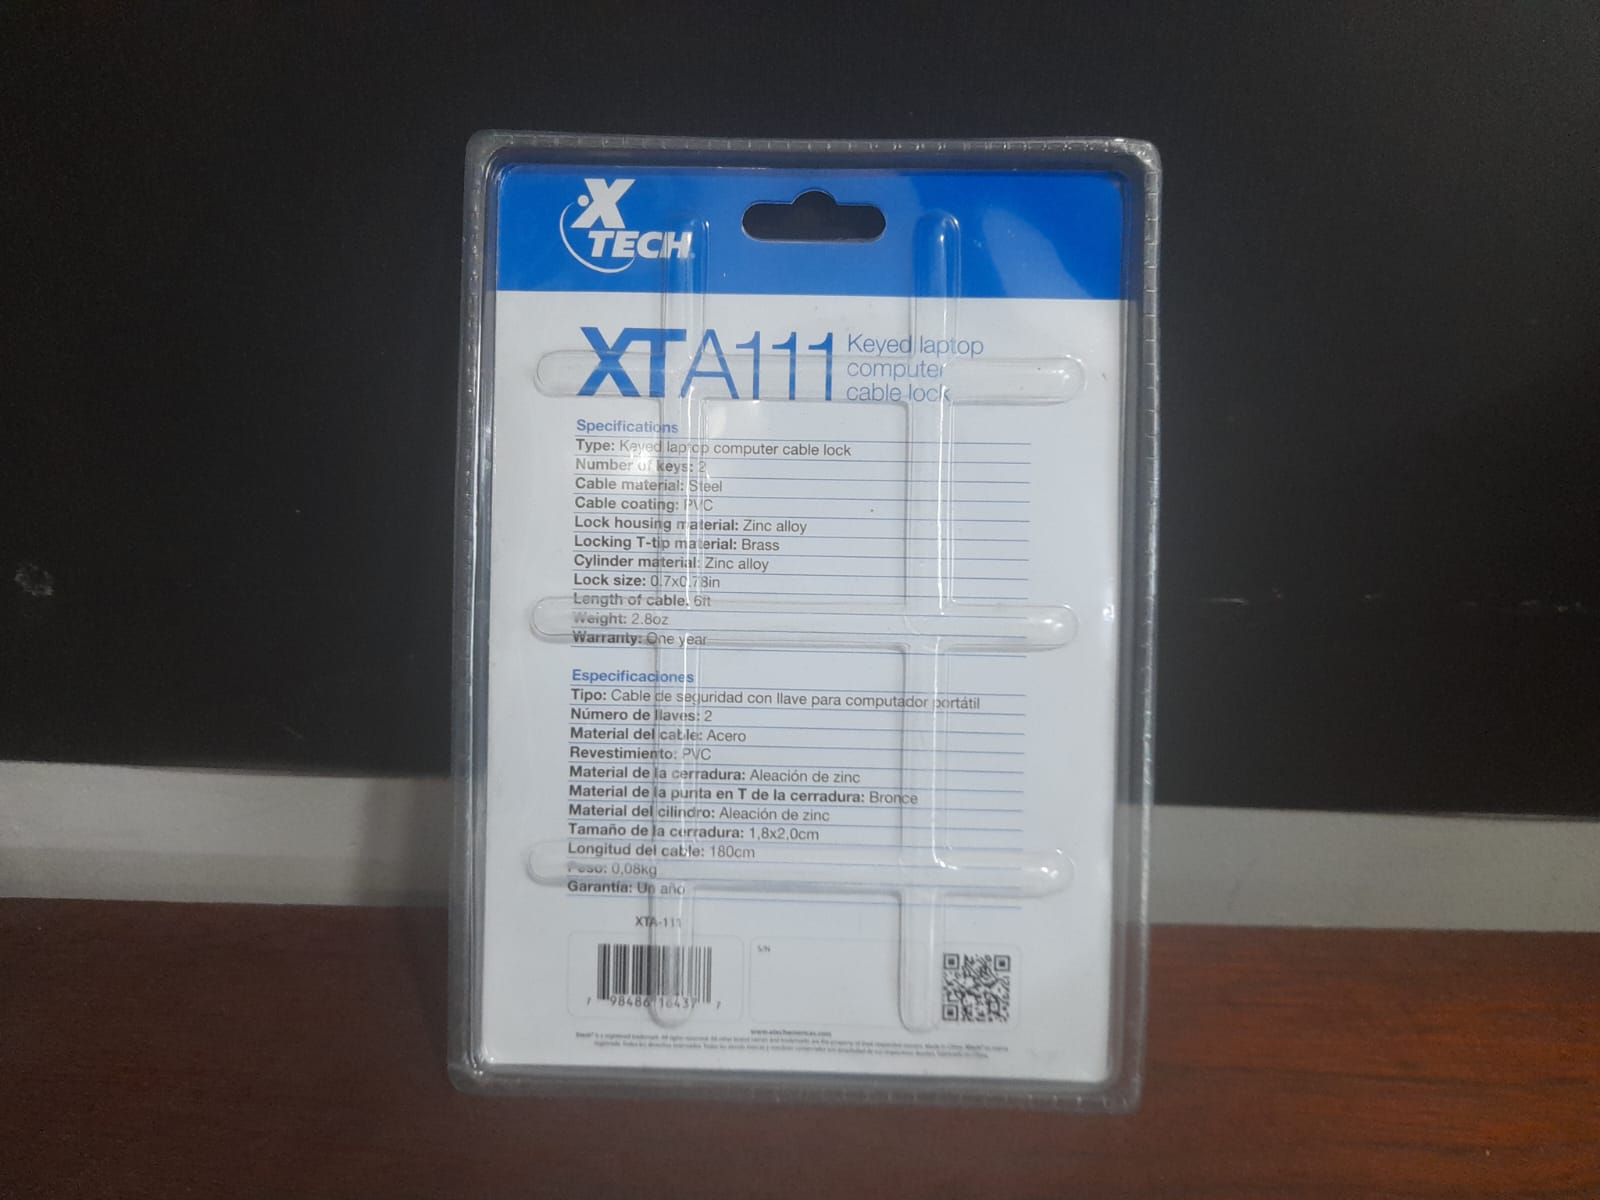 X
TECH
XTA111
Keyed laptop
computer
cable lock
Specifications
Type: Keyed laptop computer cable lock
Number of keys: 2
Cable material: Steel
Cable coating: PVC
Lock housing material: Zinc alloy
Locking T-tip material: Brass
Cylinder material: Zinc alloy
Lock size: 0.7x0.78in
Length of cable: 6ft
Weight: 2.8oz
Warranty: One year
Especificaciones
Tipo: Cable de seguridad con llave para computador portátil
Número de llaves: 2
Material del cable: Acero
Revestimiento: PVC
Material de la cerradura: Aleación de zinc
Material de la punta en T de la cerradura: Bronce
Material del cilindro: Aleación de zinc
Tamaño de la cerradura: 1,8x2,0cm
Longitud del cable: 180cm
Peso: 0,08kg
Garantía: Un año
XTA-111
S/N
7 98486 16437 7